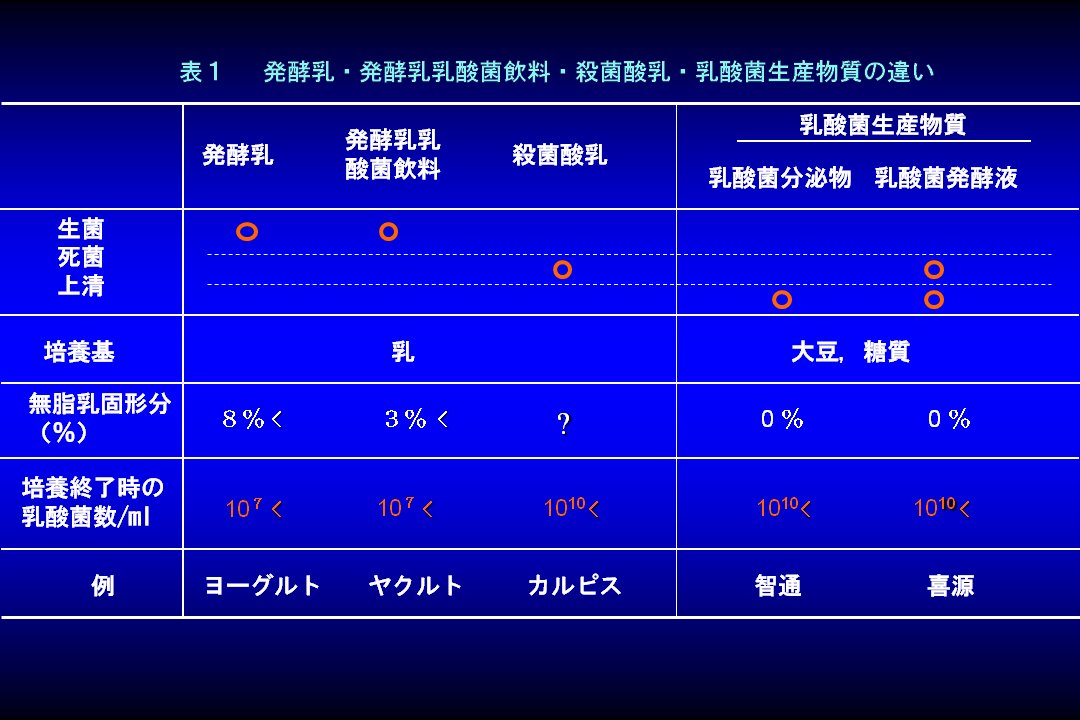 表１　発酵乳・発酵乳乳酸菌飲料・殺菌酸乳・乳酸菌生産物質の違い
発酵乳
発酵乳乳
酸菌飲料
殺菌酸乳
乳酸菌生産物質
乳酸菌分泌物　乳酸菌発酵液
生菌 ○ ○
死菌 ○ ○
上清 ○ ○
培養基 乳 大豆, 糖質
無脂乳固形分
（％） ８％< ３％< ？ ０％ ０％
培養終了時の
乳酸菌数/ml 10⁷< 10⁷< 10¹⁰< 10¹⁰< 10¹⁰<
例 ヨーグルト ヤクルト カルピス 智通 喜源